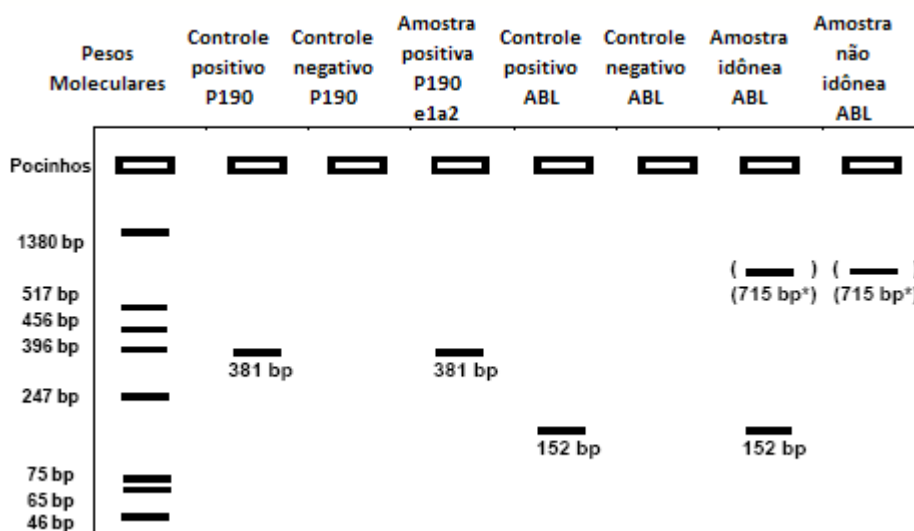 Pesos
Moleculares
Controle
positivo
P190
Controle
negativo
P190
Amostra
positiva
P190
e1a2
Controle
positivo
ABL
Controle
negativo
ABL
Amostra
idônea
ABL
Amostra
não
idônea
ABL
Pocinhos
1380 bp
( ) ( )
(715 bp*) (715 bp*)
517 bp
456 bp
396 bp
381 bp 381 bp
247 bp
152 bp 152 bp
75 bp
65 bp
46 bp